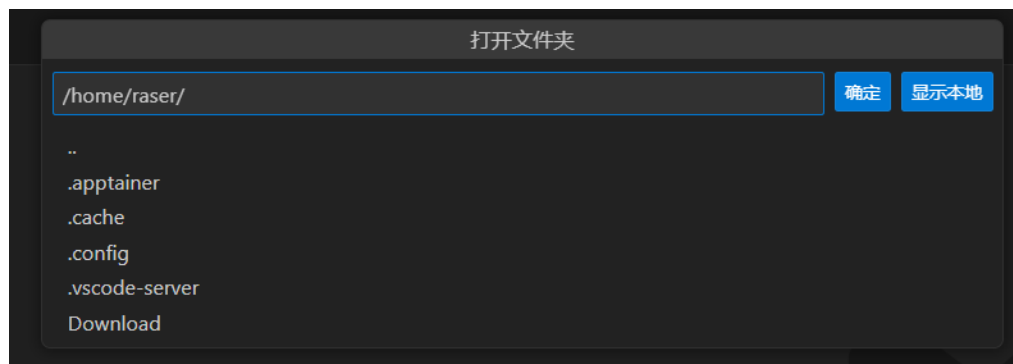 打开文件夹
/home/raser/
确定
显示本地
..
.apptainer
.cache
.config
.vscode-server
Download